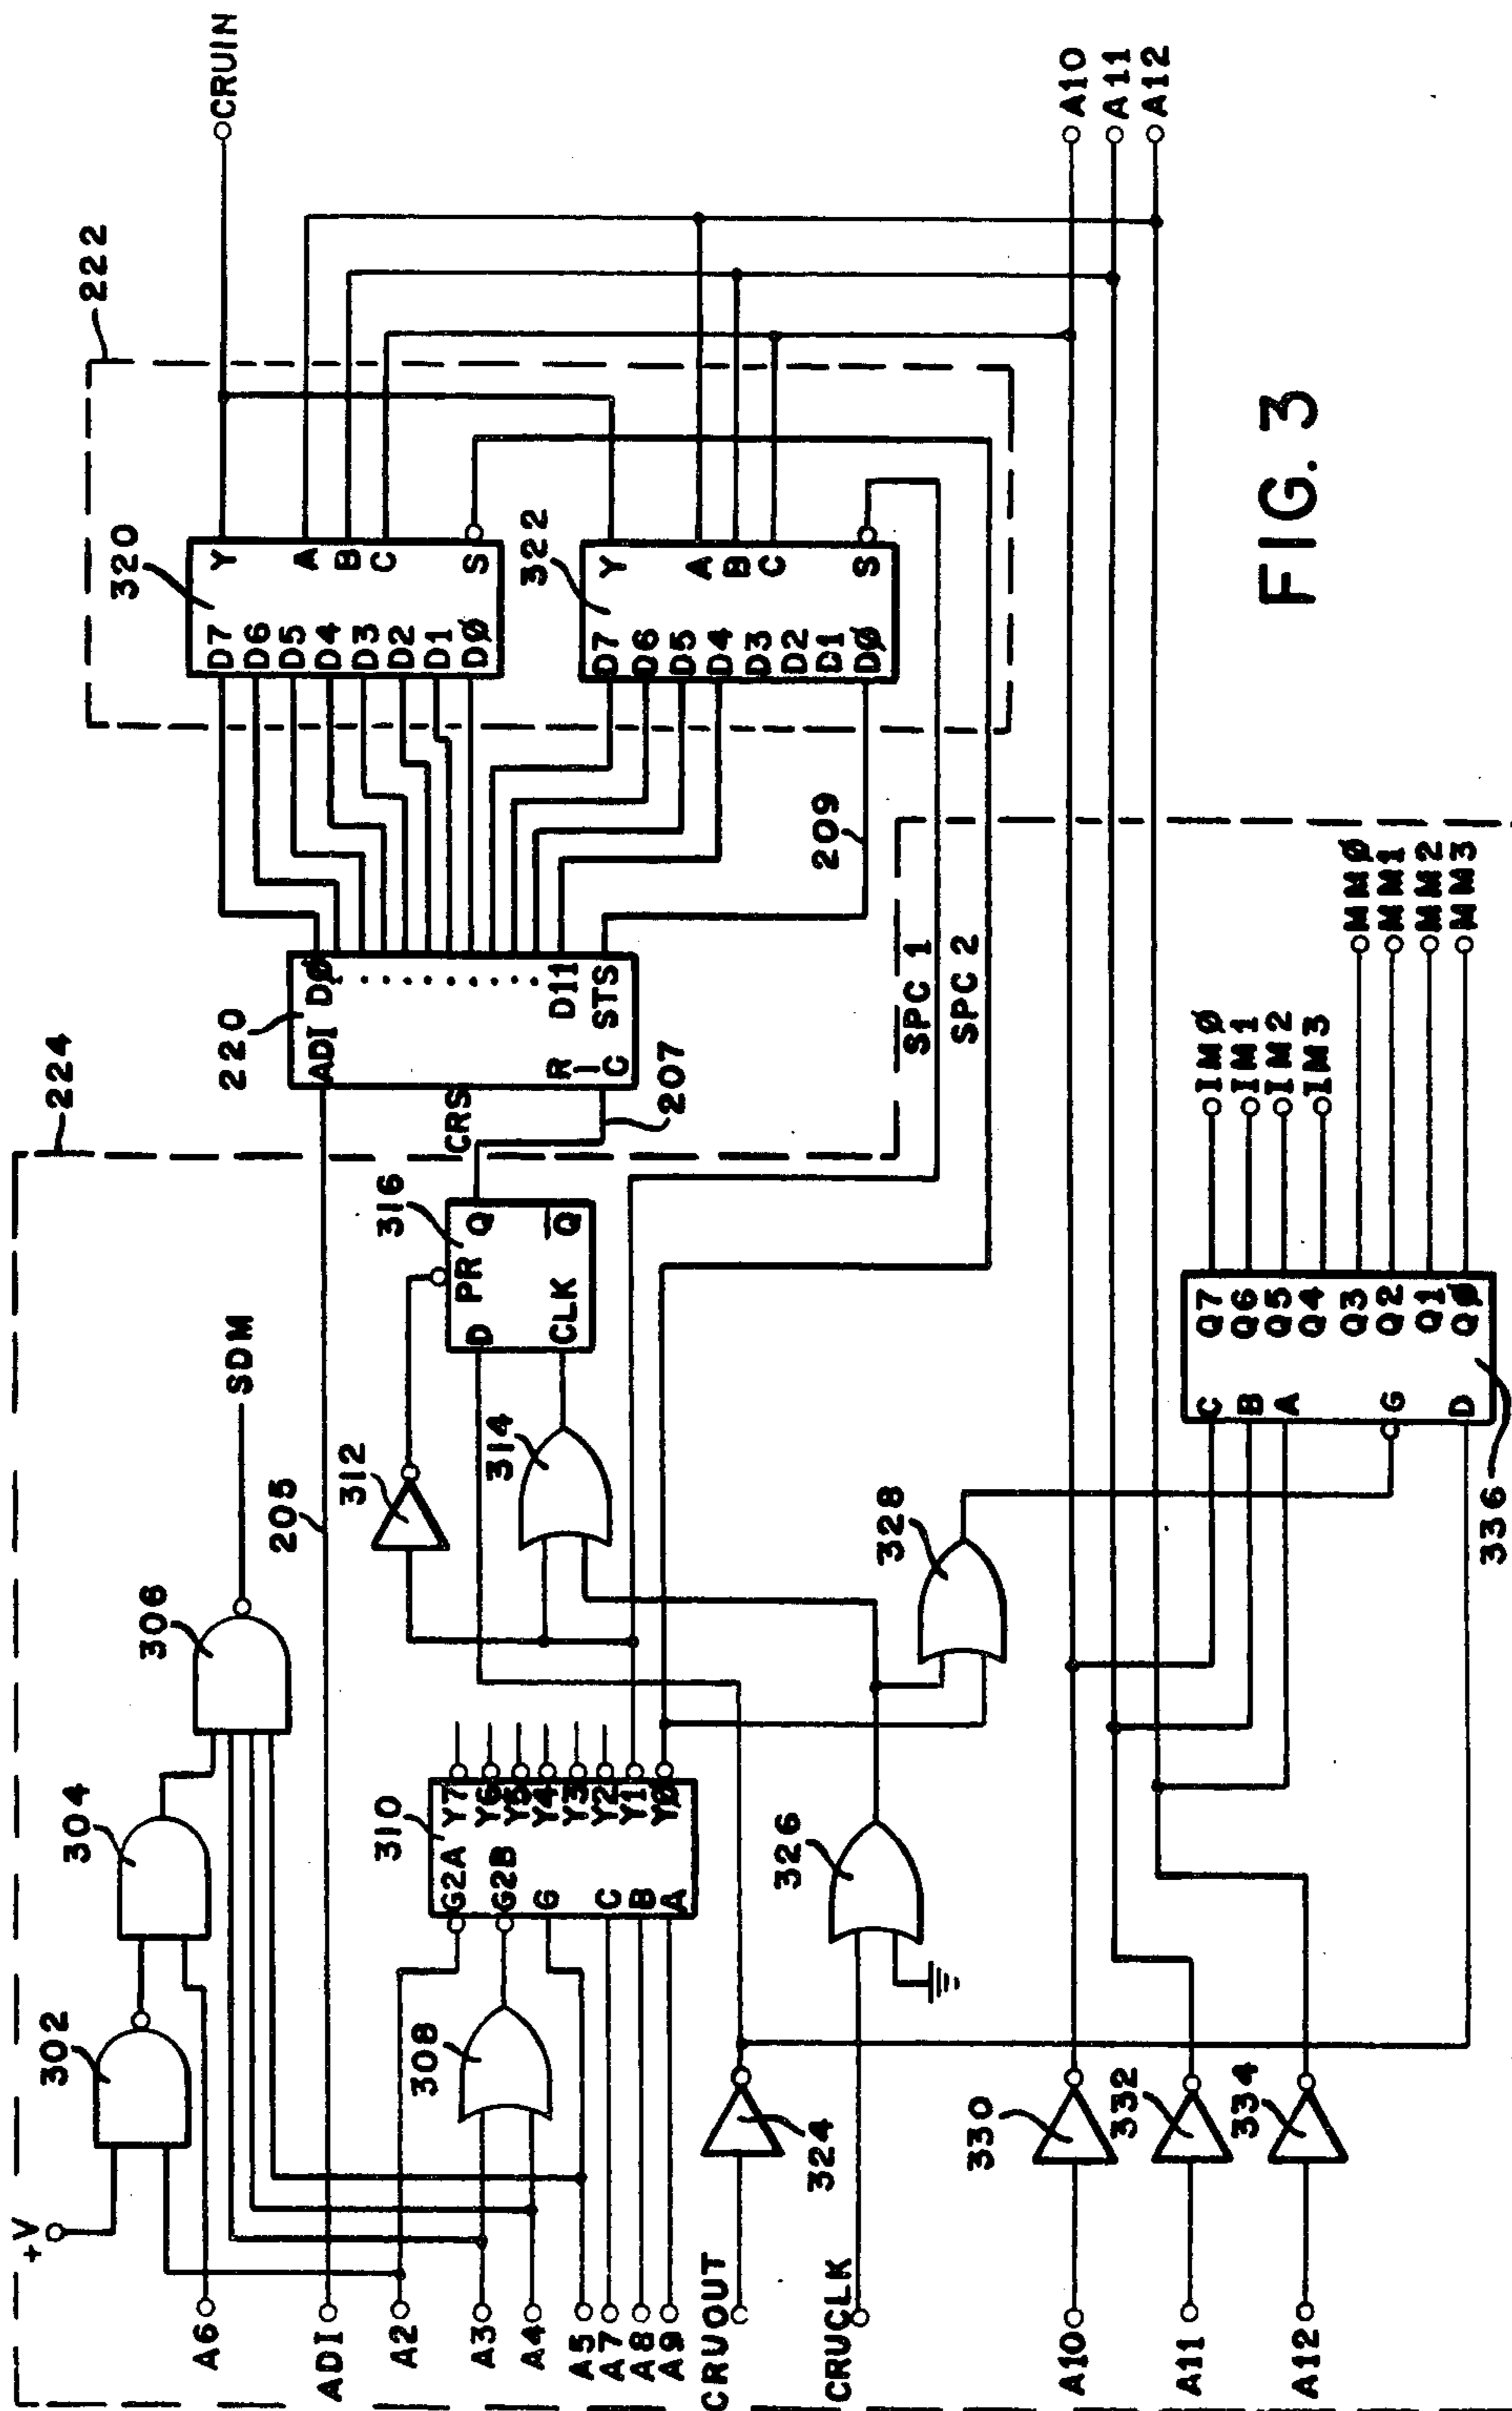 CRUIN
222
320
D7 Y
D6
D5 A
D4 B
D3 C
D2
D1 S
DØ
322
D7 Y
D6
D5 A
D4 B
D3 C
D2
D1
DØ S
224
220
ADI DØ
D11
STS
R
I
C
CRS
207
209
SPC 1
SPC 2
316
PR Q
D
CLK Q
SDM
205
312
314
306
304
302
+V
310
G2A Y7
G2B Y6
Y5
G Y4
Y3
C Y2
B Y1
A YØ
308
328
326
324
A6
ADI
A2
A3
A4
A5
A7
A8
A9
CRUOUT
CRUCLK
A10
A11
A12
330
332
334
336
C Q7
B Q6
A Q5
Q4
Q3
G Q2
Q1
D QØ
IMØ
IM1
IM2
IM3
MMØ
MM1
MM2
MM3
A10
A11
A12
FIG. 3